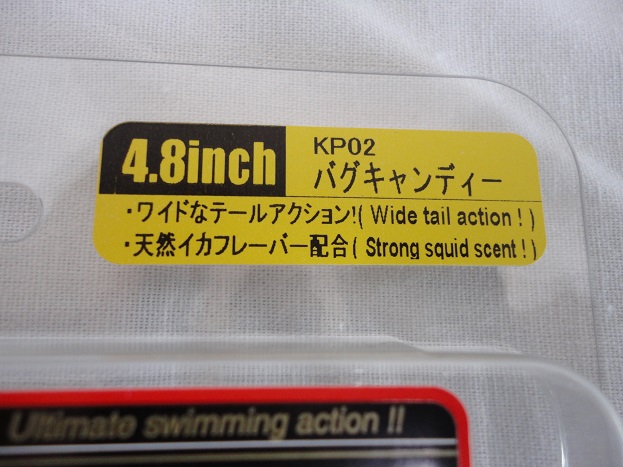 4.8inch
KP02
バグキャンディー
・ワイドなテールアクション!( Wide tail action ! )
・天然イカフレーバー配合( Strong squid scent ! )
Ultimate swimming action !!